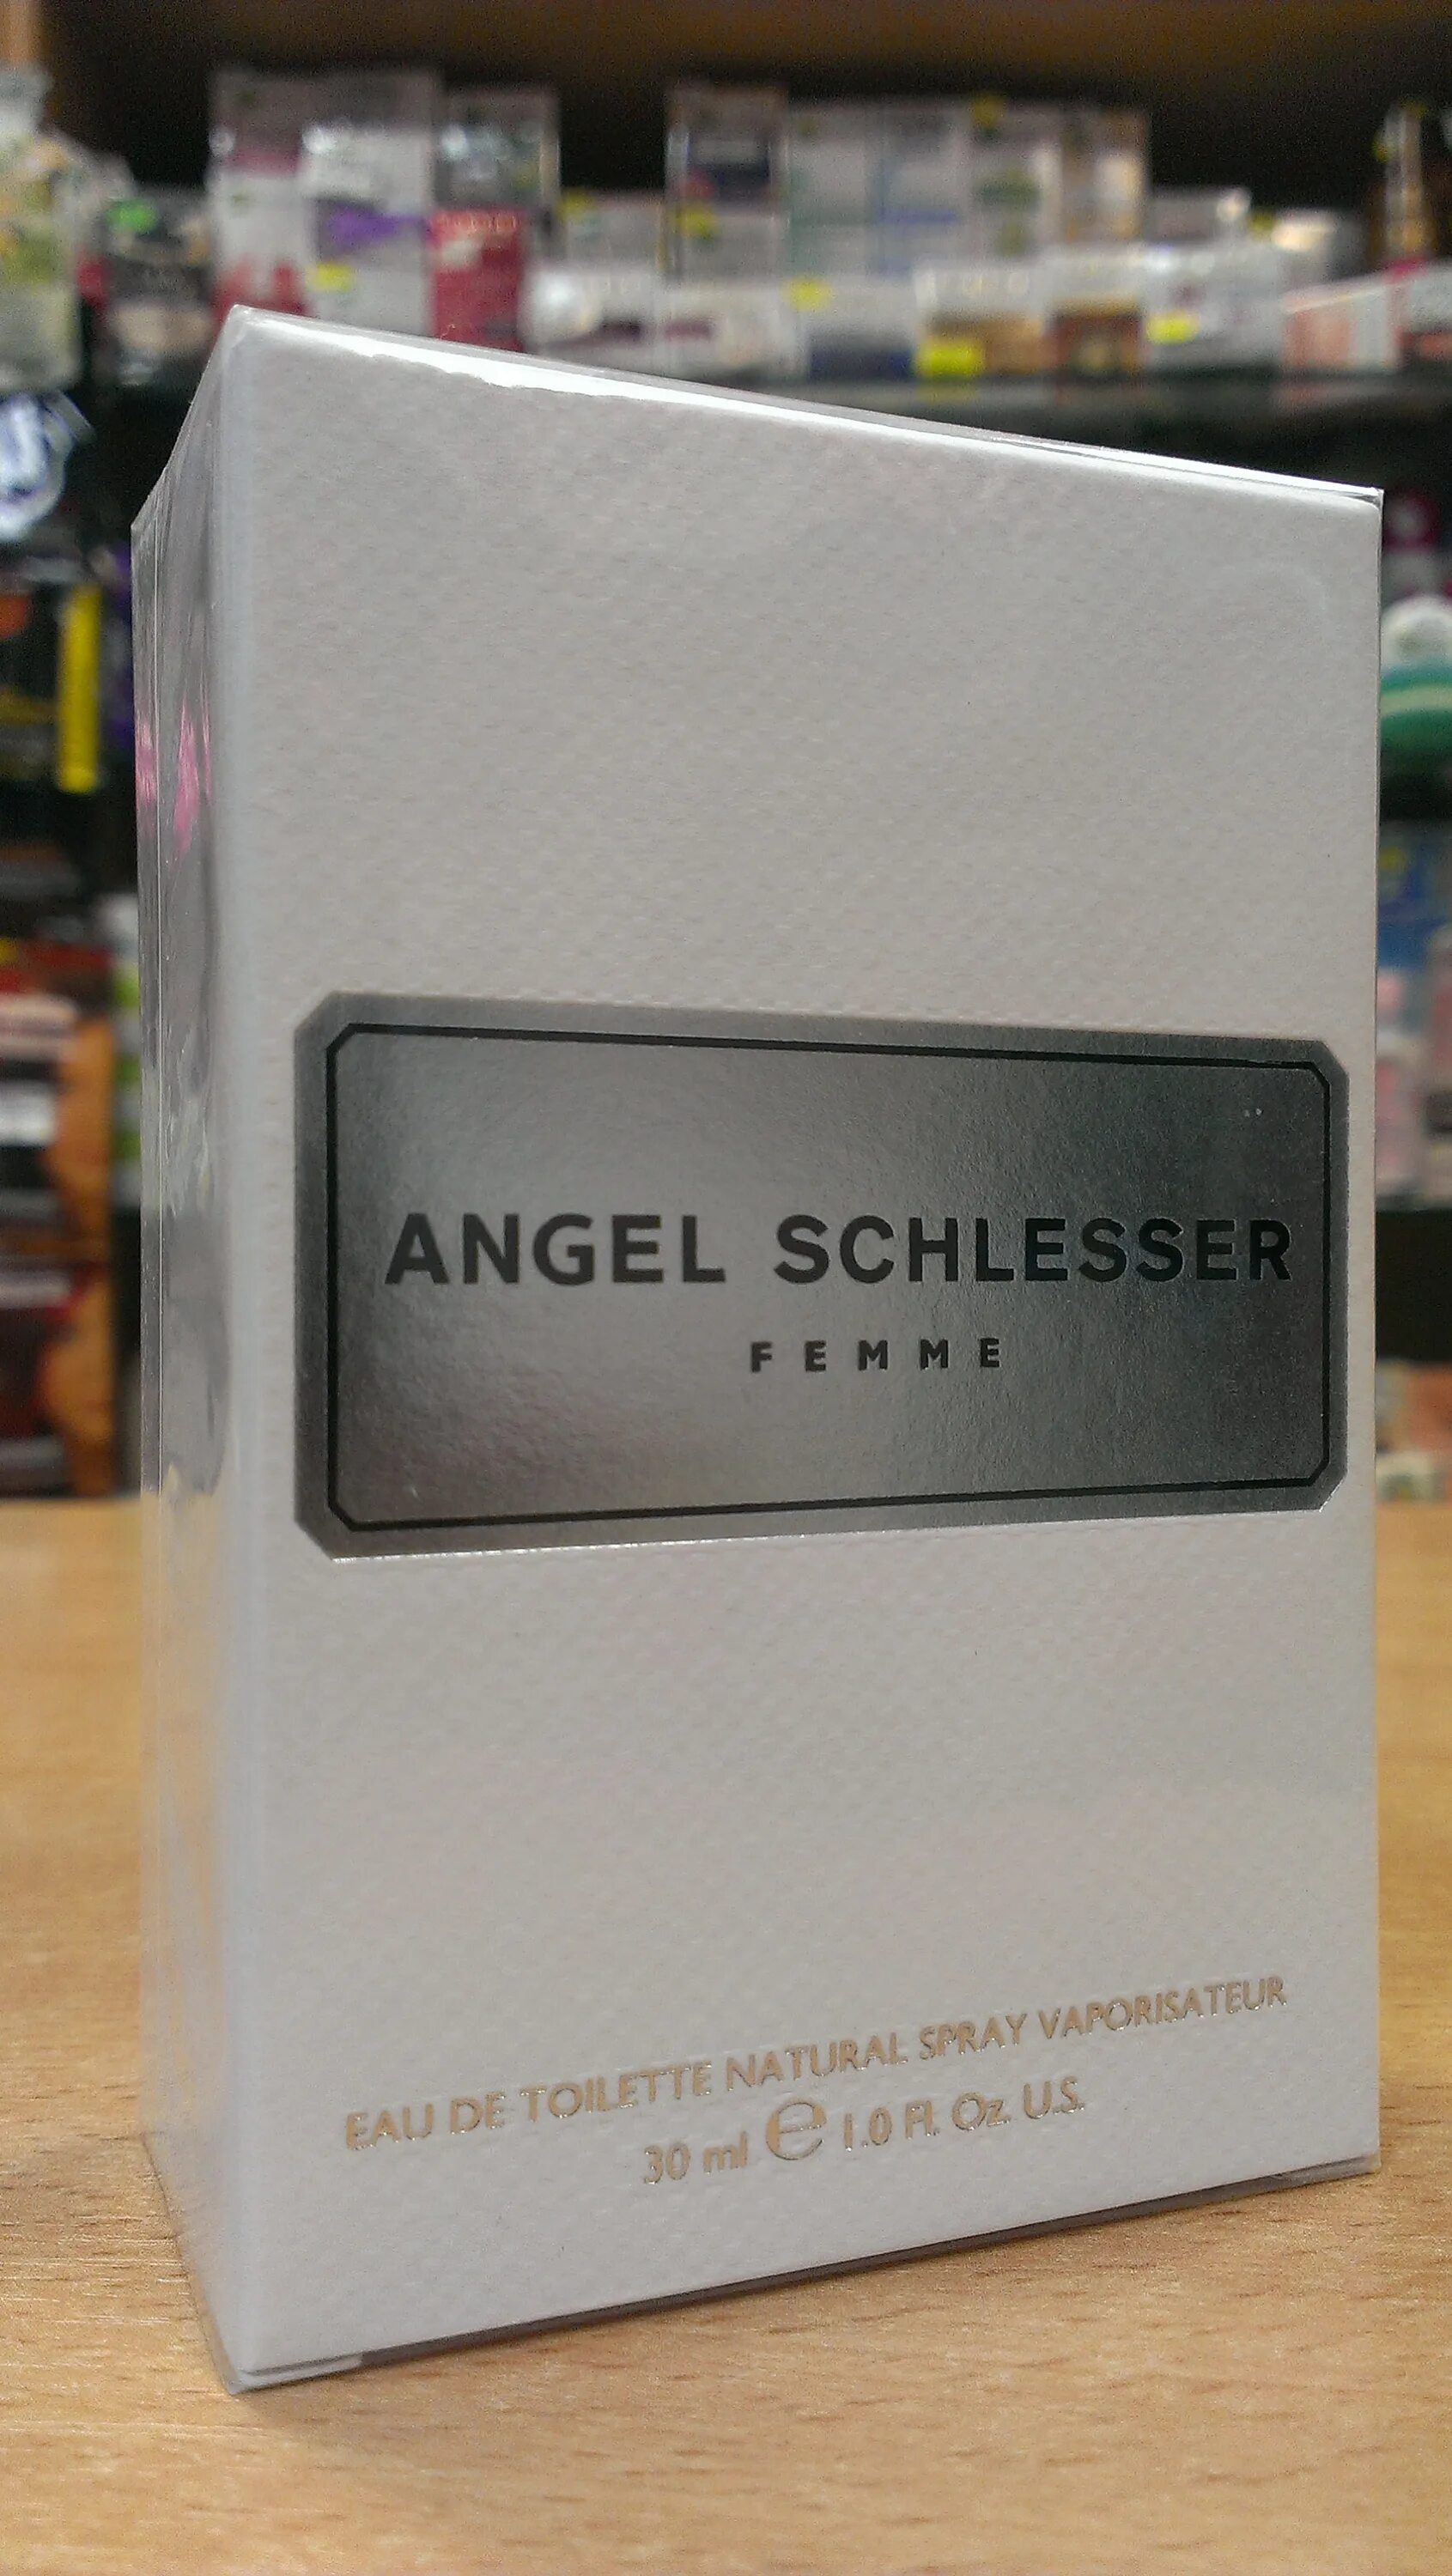 ANGEL SCHLESSER
FEMME
EAU DE TOILETTE NATURAL SPRAY VAPORISATEUR
30 ml ℮ 1.0 Fl. Oz. U.S.